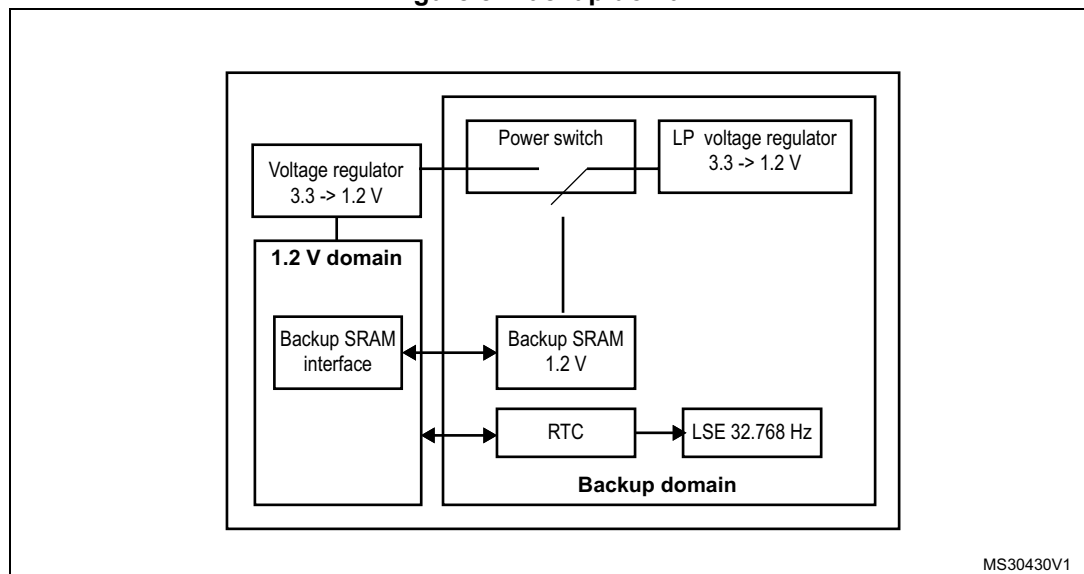 Power switch
LP voltage regulator
3.3 -> 1.2 V
Voltage regulator
3.3 -> 1.2 V
1.2 V domain
Backup SRAM
interface
Backup SRAM
1.2 V
RTC
LSE 32.768 Hz
Backup domain
MS30430V1